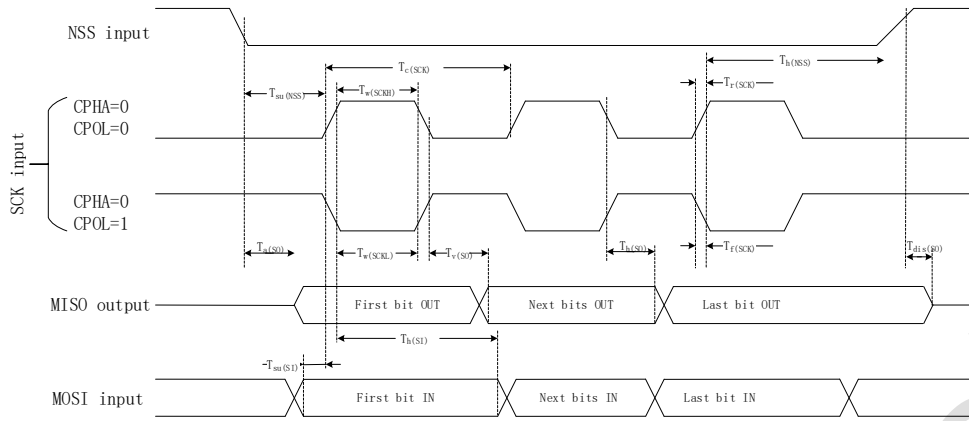 NSS input
Tc(SCK)
Th(NSS)
Tsu(NSS)
Tw(SCKH)
Tr(SCK)
CPHA=0
CPOL=0
SCK input
CPHA=0
CPOL=1
Ta(SO)
Tw(SCKL)
Tv(SO)
Th(SO)
Tf(SCK)
Tdis(SO)
MISO output
First bit OUT
Next bits OUT
Last bit OUT
Th(SI)
Tsu(SI)
MOSI input
First bit IN
Next bits IN
Last bit IN